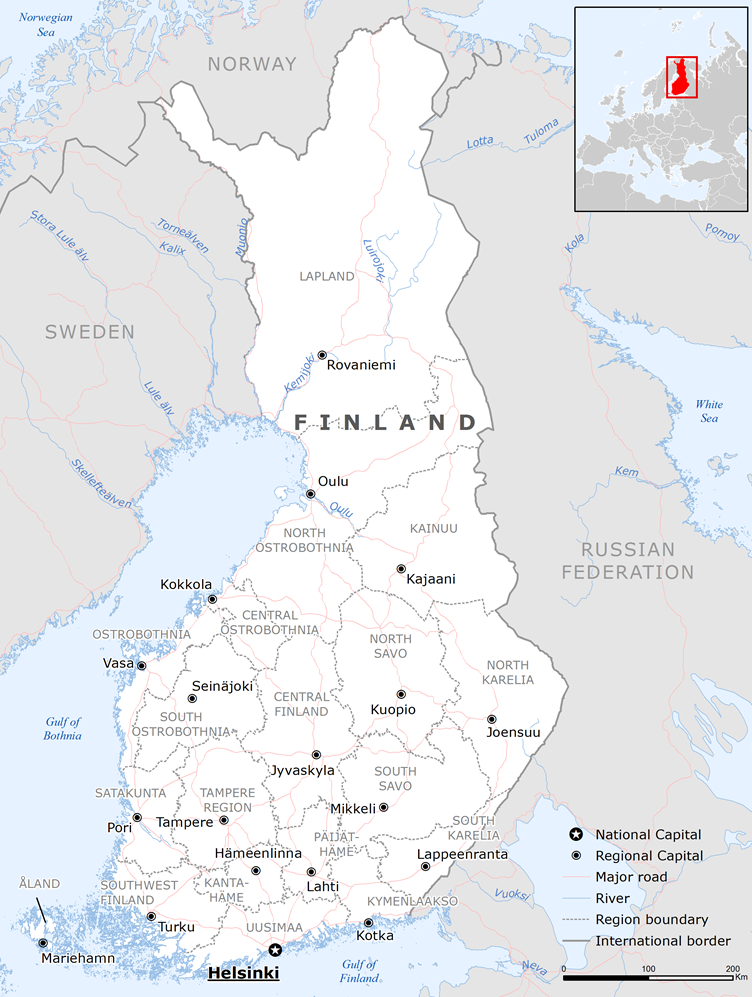 Norwegian
Sea
NORWAY
Lotta
Tuloma
Stora Lule älv
Torneälven
Kalix
Muonio
Luirojoki
Kola
Ponoy
LAPLAND
SWEDEN
Rovaniemi
Kemijoki
Lule älv
FINLAND
White
Sea
Skellefteälven
Kem
Oulu
Oulu
KAINUU
NORTH
OSTROBOTHNIA
RUSSIAN
FEDERATION
Kajaani
Kokkola
CENTRAL
OSTROBOTHNIA
OSTROBOTHNIA
NORTH
SAVO
Vasa
NORTH
KARELIA
Seinäjoki
CENTRAL
FINLAND
Kuopio
SOUTH
OSTROBOTHNIA
Gulf of
Bothnia
Joensuu
Jyvaskyla
SOUTH
SAVO
SATAKUNTA
TAMPERE
REGION
Mikkeli
Pori
Tampere
SOUTH
KARELIA
PÄIJÄT-
HÄME
Hämeenlinna
Lappeenranta
ÅLAND
SOUTHWEST
FINLAND
KANTA-
HÄME
Lahti
KYMENLAAKSO
Vuoksi
Turku
UUSIMAA
Kotka
Mariehamn
Helsinki
Gulf of
Finland
Neva
National Capital
Regional Capital
Major road
River
Region boundary
International border
0 100 200
Km